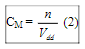 C_M = n/V_dd (2)